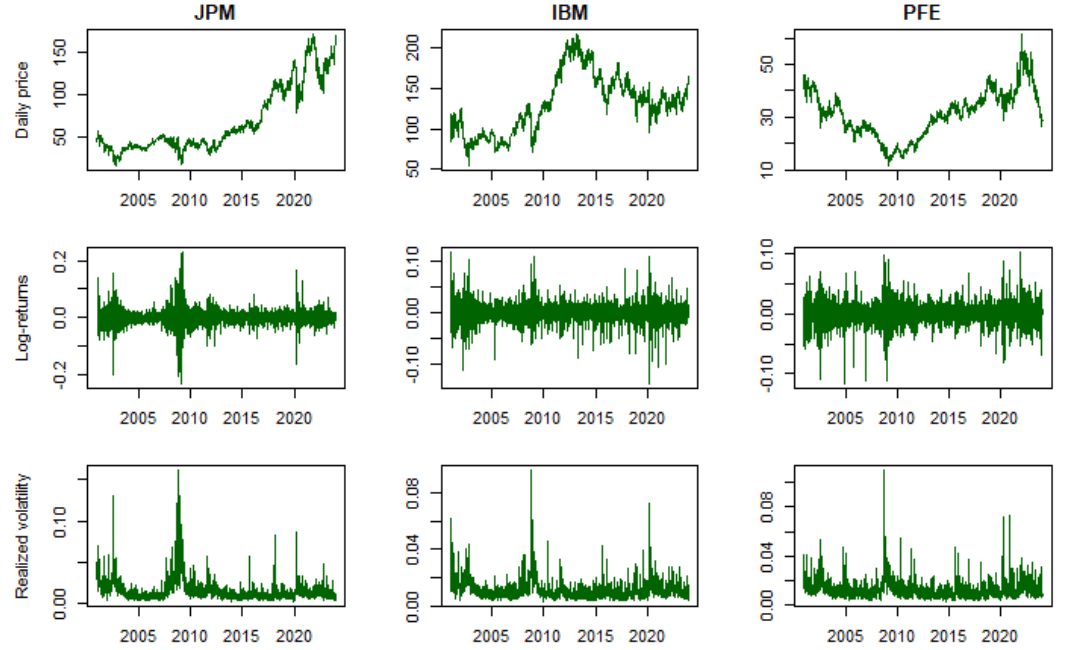 JPM IBM PFE
Daily price
50 100 150
2005 2010 2015 2020
50 100 150 200
2005 2010 2015 2020
10 30 50
2005 2010 2015 2020
Log-returns
-0.2 0.0 0.2
2005 2010 2015 2020
-0.10 0.00 0.10
2005 2010 2015 2020
-0.10 0.00 0.10
2005 2010 2015 2020
Realized volatility
0.00 0.10
2005 2010 2015 2020
0.00 0.04 0.08
2005 2010 2015 2020
0.00 0.04 0.08
2005 2010 2015 2020